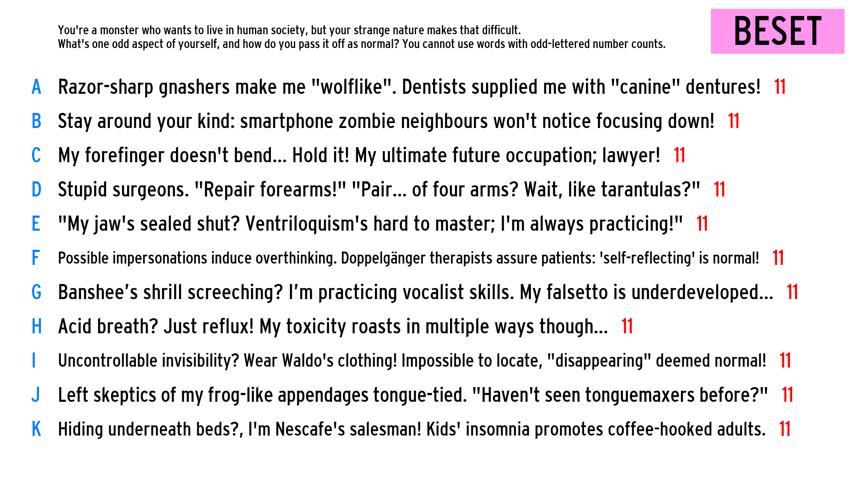 You're a monster who wants to live in human society, but your strange nature makes that difficult.
What's one odd aspect of yourself, and how do you pass it off as normal? You cannot use words with odd-lettered number counts.
BESET
A Razor-sharp gnashers make me "wolflike". Dentists supplied me with "canine" dentures! 11
B Stay around your kind: smartphone zombie neighbours won't notice focusing down! 11
C My forefinger doesn't bend... Hold it! My ultimate future occupation; lawyer! 11
D Stupid surgeons. "Repair forearms!" "Pair... of four arms? Wait, like tarantulas?" 11
E "My jaw's sealed shut? Ventriloquism's hard to master; I'm always practicing!" 11
F Possible impersonations induce overthinking. Doppelgänger therapists assure patients: 'self-reflecting' is normal! 11
G Banshee’s shrill screeching? I’m practicing vocalist skills. My falsetto is underdeveloped... 11
H Acid breath? Just reflux! My toxicity roasts in multiple ways though... 11
I Uncontrollable invisibility? Wear Waldo's clothing! Impossible to locate, "disappearing" deemed normal! 11
J Left skeptics of my frog-like appendages tongue-tied. "Haven't seen tonguemaxers before?" 11
K Hiding underneath beds?, I'm Nescafe's salesman! Kids' insomnia promotes coffee-hooked adults. 11